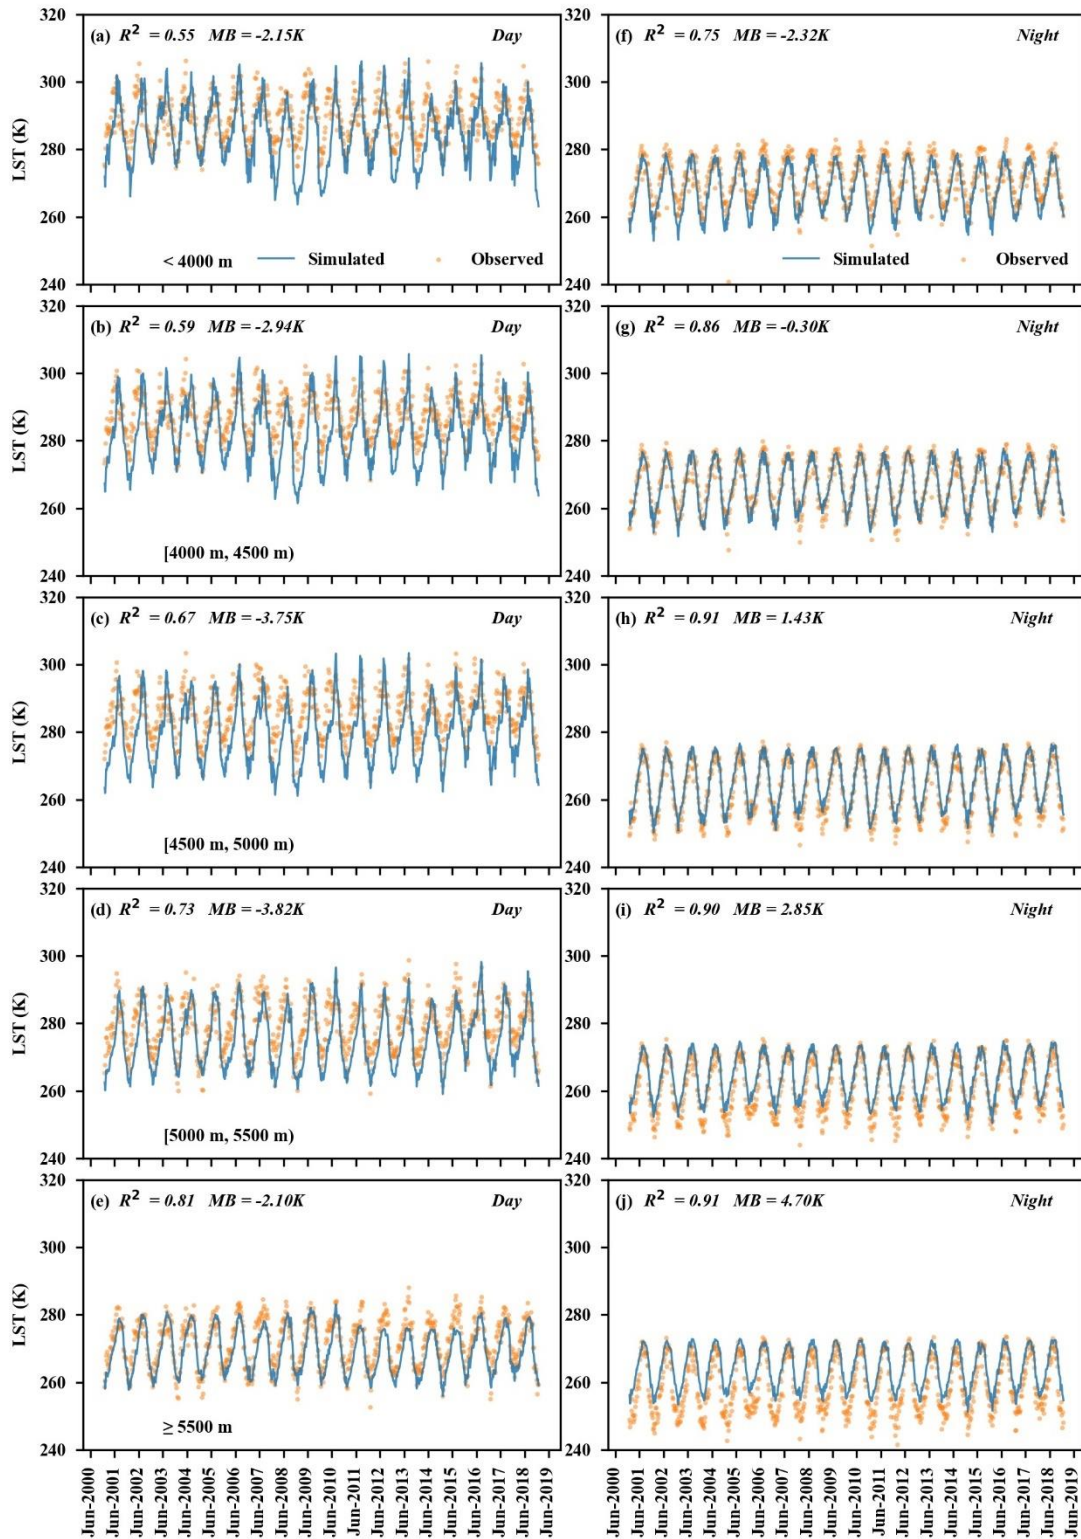 320
(a) R² = 0.55 MB = -2.15K Day
300
280
260
240
LST (K)
< 4000 m Simulated Observed
320
(f) R² = 0.75 MB = -2.32K Night
300
280
260
240
Simulated Observed
320
(b) R² = 0.59 MB = -2.94K Day
300
280
260
240
LST (K)
[4000 m, 4500 m)
320
(g) R² = 0.86 MB = -0.30K Night
300
280
260
240
320
(c) R² = 0.67 MB = -3.75K Day
300
280
260
240
LST (K)
[4500 m, 5000 m)
320
(h) R² = 0.91 MB = 1.43K Night
300
280
260
240
320
(d) R² = 0.73 MB = -3.82K Day
300
280
260
240
LST (K)
[5000 m, 5500 m)
320
(i) R² = 0.90 MB = 2.85K Night
300
280
260
240
320
(e) R² = 0.81 MB = -2.10K Day
300
280
260
240
LST (K)
≥ 5500 m
320
(j) R² = 0.91 MB = 4.70K Night
300
280
260
240
Jun-2000
Jun-2001
Jun-2002
Jun-2003
Jun-2004
Jun-2005
Jun-2006
Jun-2007
Jun-2008
Jun-2009
Jun-2010
Jun-2011
Jun-2012
Jun-2013
Jun-2014
Jun-2015
Jun-2016
Jun-2017
Jun-2018
Jun-2019
Jun-2000
Jun-2001
Jun-2002
Jun-2003
Jun-2004
Jun-2005
Jun-2006
Jun-2007
Jun-2008
Jun-2009
Jun-2010
Jun-2011
Jun-2012
Jun-2013
Jun-2014
Jun-2015
Jun-2016
Jun-2017
Jun-2018
Jun-2019